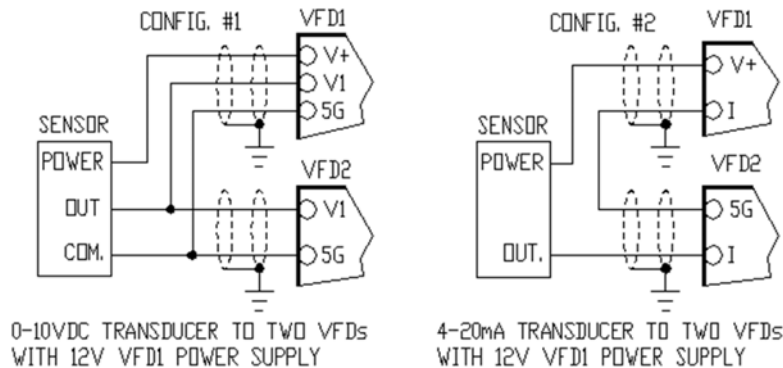 CONFIG. #1
VFD1
V+
V1
5G
SENSOR
POWER
OUT
COM.
VFD2
V1
5G
0-10VDC TRANSDUCER TO TWO VFDs
WITH 12V VFD1 POWER SUPPLY
CONFIG. #2
VFD1
V+
I
SENSOR
POWER
OUT.
VFD2
5G
I
4-20mA TRANSDUCER TO TWO VFDs
WITH 12V VFD1 POWER SUPPLY